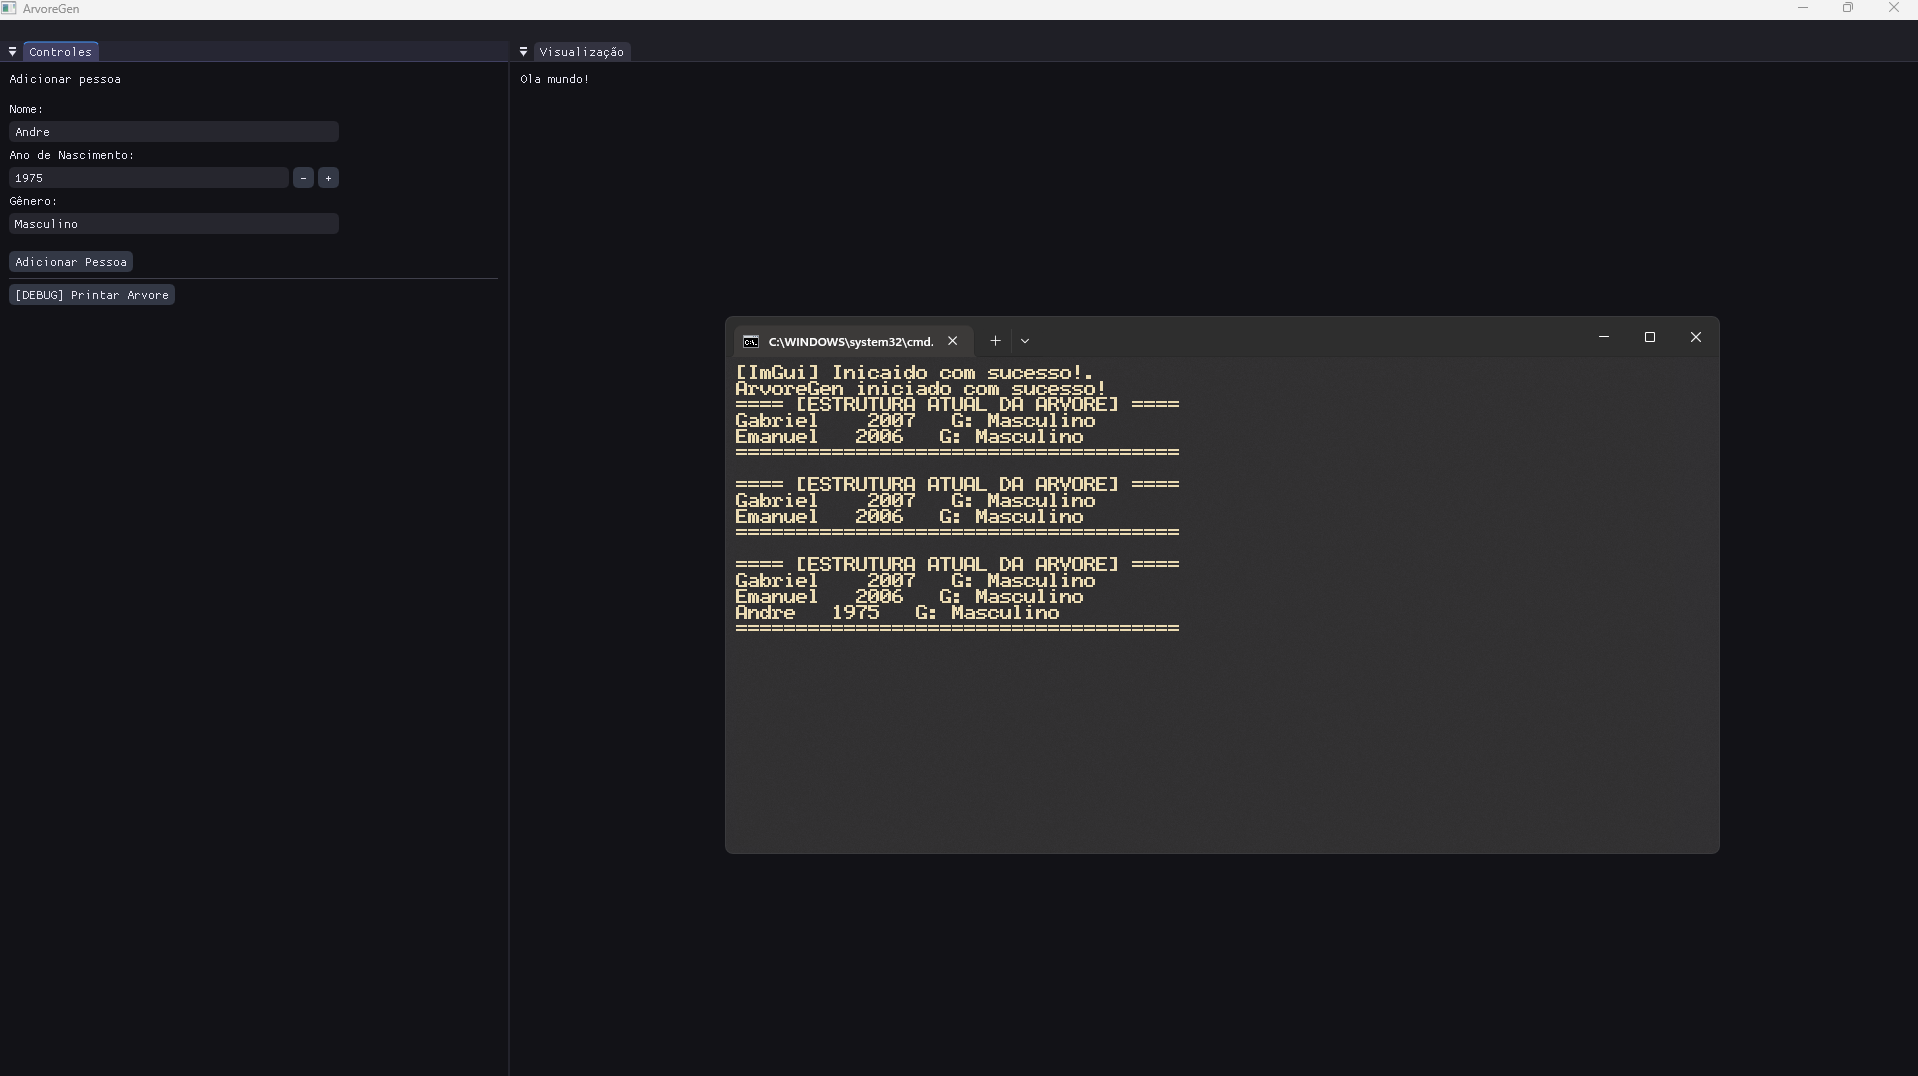 ArvoreGen
Controles
Adicionar pessoa
Nome:
Andre
Ano de Nascimento:
1975
- +
Gênero:
Masculino
Adicionar Pessoa
[DEBUG] Printar Arvore
Visualização
Ola mundo!
C:\WINDOWS\system32\cmd.
[ImGui] Inicaido com sucesso!.
ArvoreGen iniciado com sucesso!
==== [ESTRUTURA ATUAL DA ARVORE] ====
Gabriel    2007   G: Masculino
Emanuel   2006   G: Masculino
=====================================
==== [ESTRUTURA ATUAL DA ARVORE] ====
Gabriel    2007   G: Masculino
Emanuel   2006   G: Masculino
=====================================
==== [ESTRUTURA ATUAL DA ARVORE] ====
Gabriel    2007   G: Masculino
Emanuel   2006   G: Masculino
Andre   1975   G: Masculino
=====================================